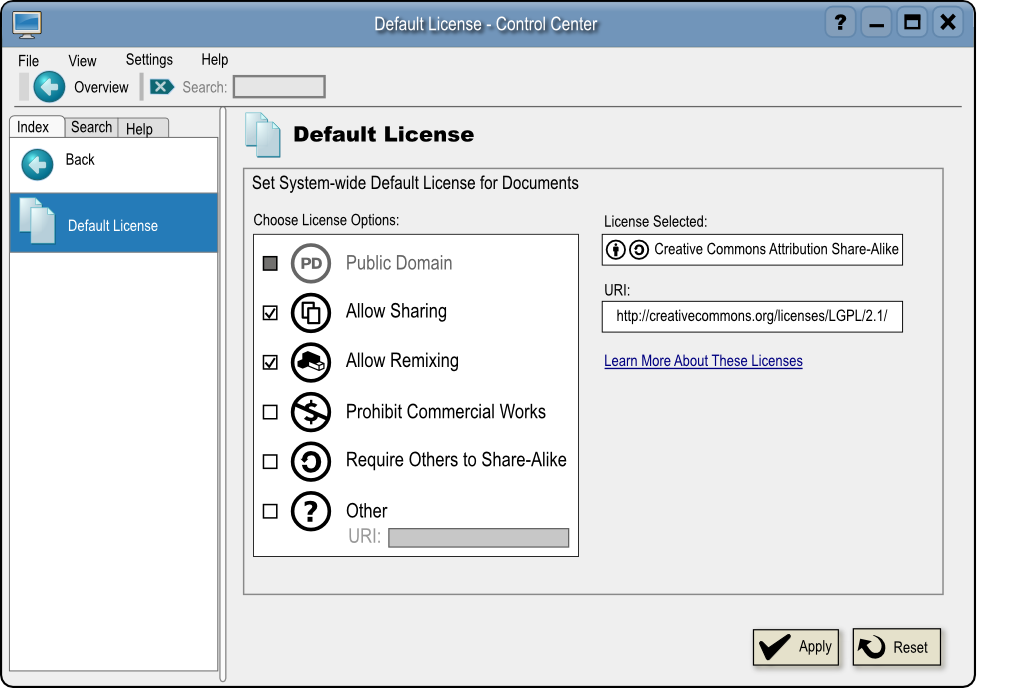 Default License - Control Center
?
File View Settings Help
Overview Search:
Index Search Help
Back
Default License
Default License
Set System-wide Default License for Documents
Choose License Options:
PD Public Domain
Allow Sharing
Allow Remixing
$ Prohibit Commercial Works
Require Others to Share-Alike
? Other
URI:
License Selected:
Creative Commons Attribution Share-Alike
URI:
http://creativecommons.org/licenses/LGPL/2.1/
Learn More About These Licenses
Apply Reset